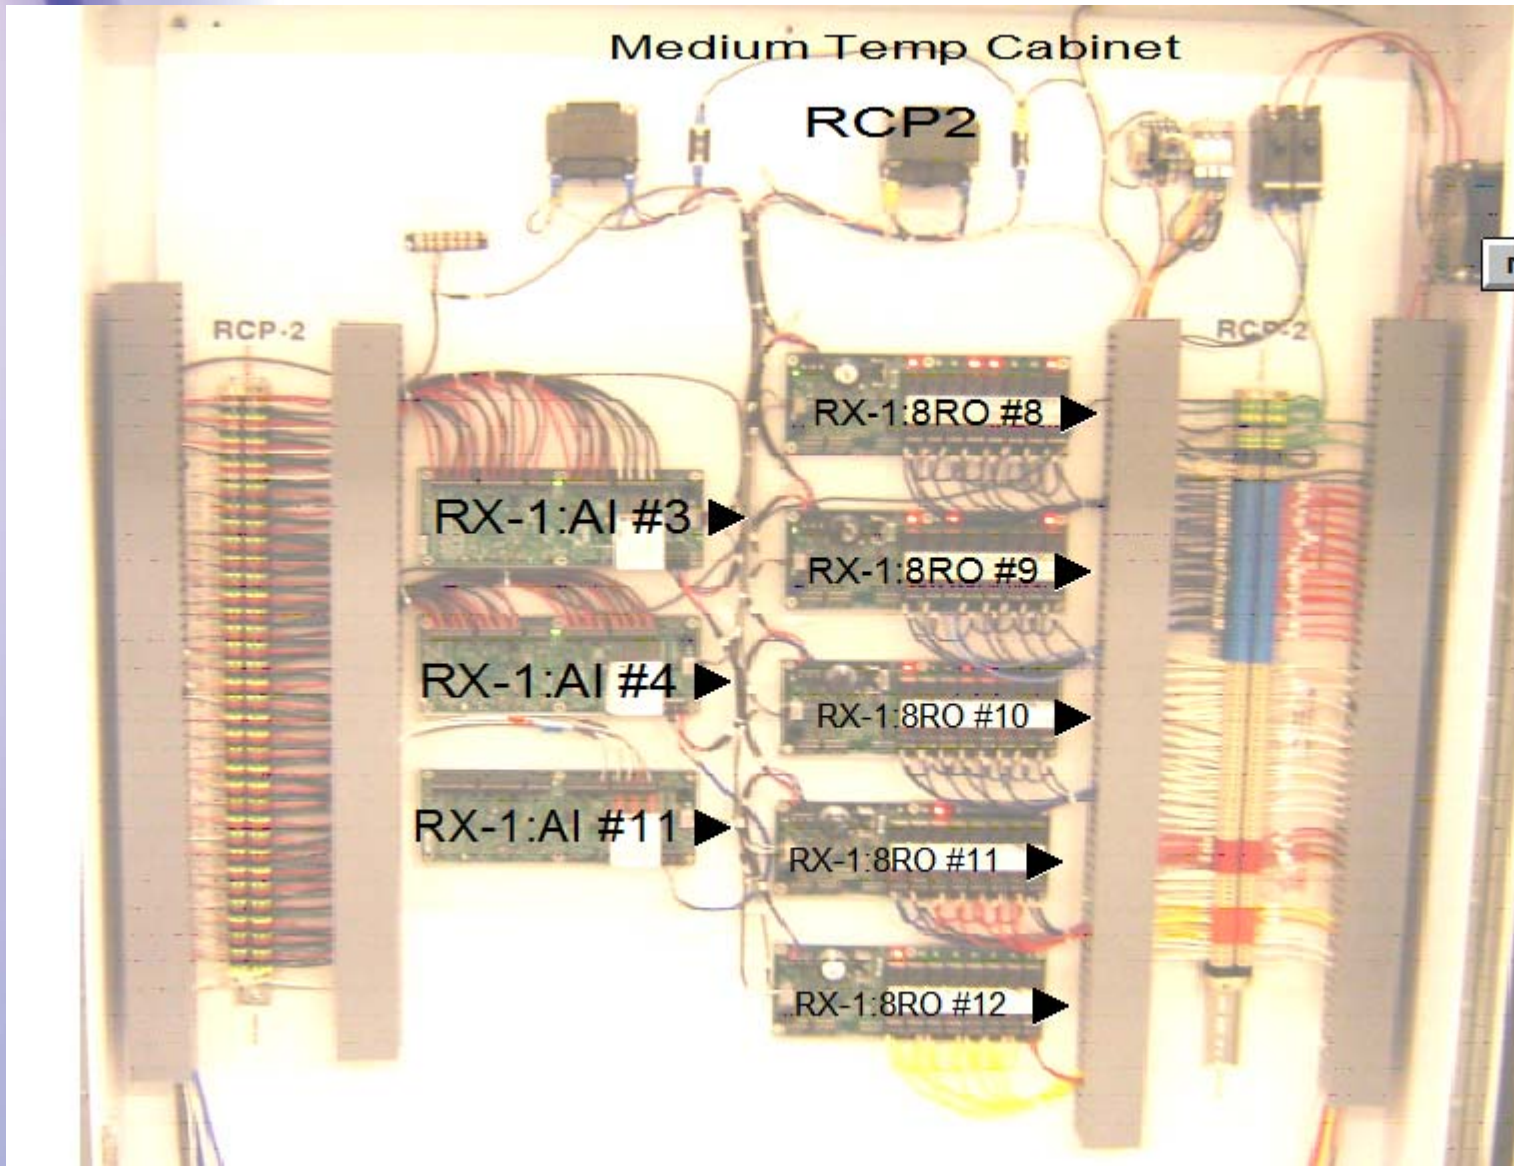 Medium Temp Cabinet
RCP2
RCP-2
RCP-2
RX-1:8RO #8
RX-1:AI #3
RX-1:8RO #9
RX-1:AI #4
RX-1:8RO #10
RX-1:AI #11
RX-1:8RO #11
RX-1:8RO #12